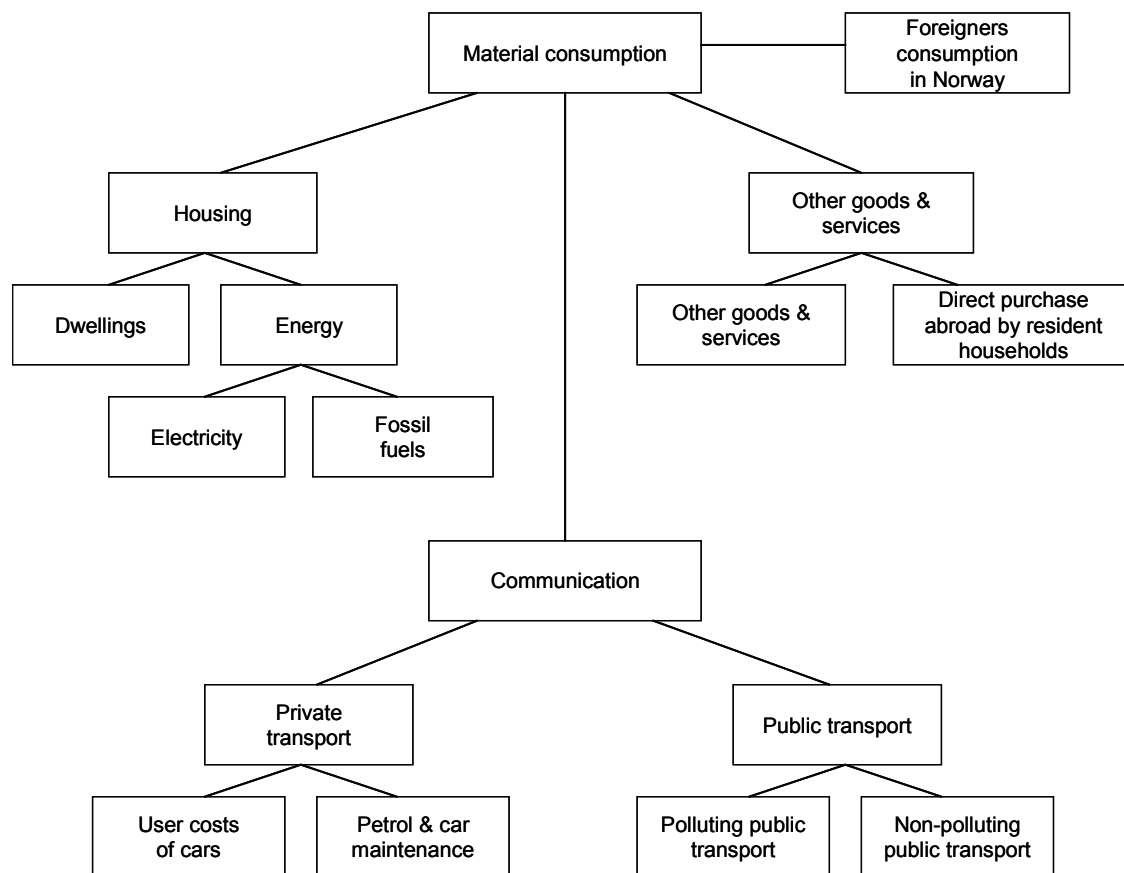 Material consumption
Foreigners
consumption
in Norway
Housing
Other goods &
services
Dwellings
Energy
Other goods &
services
Direct purchase
abroad by resident
households
Electricity
Fossil
fuels
Communication
Private
transport
Public transport
User costs
of cars
Petrol & car
maintenance
Polluting public
transport
Non-polluting
public transport